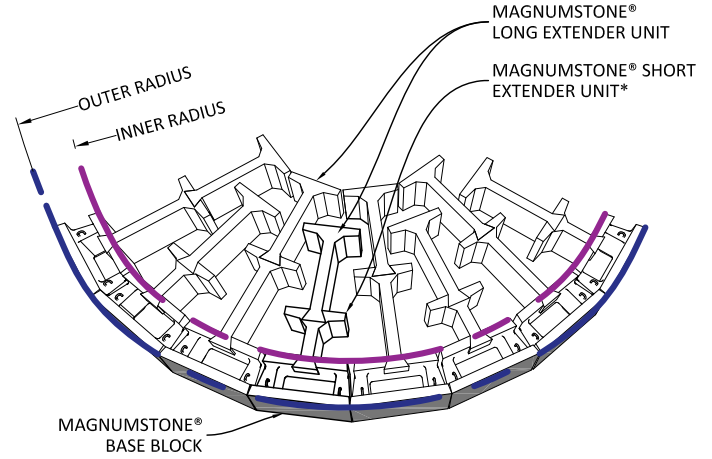 MAGNUMSTONE®
LONG EXTENDER UNIT
MAGNUMSTONE® SHORT
EXTENDER UNIT*
OUTER RADIUS
INNER RADIUS
MAGNUMSTONE®
BASE BLOCK